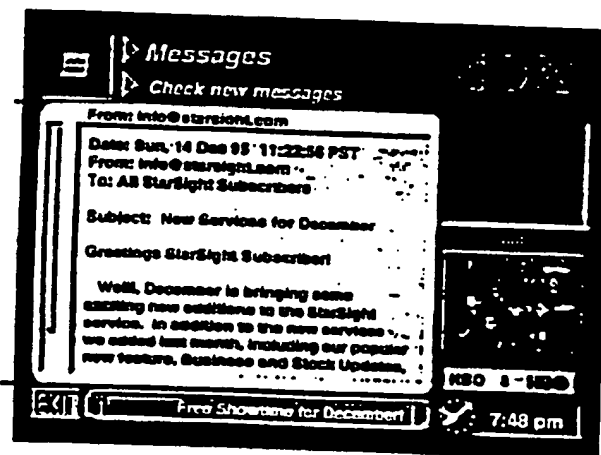 Messages
Check new messages
From: info@starsight.com
Date: Sun, 14 Dec 95 11:22:56 PST
From: info@starsight.com
To: All StarSight Subscribers
Subject: New Services for December
Greetings StarSight Subscriber!
Well, December is bringing some
exciting new additions to the StarSight
service. In addition to the new services
we added last month, including our popular
new feature, Business and Stock Updates,
Free Showtime for December!
7:48 pm